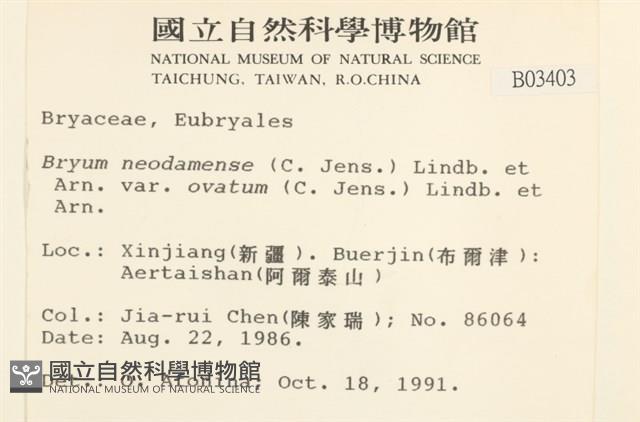 國立自然科學博物館
NATIONAL MUSEUM OF NATURAL SCIENCE
TAICHUNG, TAIWAN, R.O.CHINA
B03403
Bryaceae, Eubryales
Bryum neodamense (C. Jens.) Lindb. et
Arn. var. ovatum (C. Jens.) Lindb. et
Arn.
Loc.: Xinjiang(新疆). Buerjin(布爾津):
Aertaishan(阿爾泰山)
Col.: Jia-rui Chen(陳家瑞); No. 86064
Date: Aug. 22, 1986.
Det.: O. Afonina; Oct. 18, 1991.
國立自然科學博物館
NATIONAL MUSEUM OF NATURAL SCIENCE